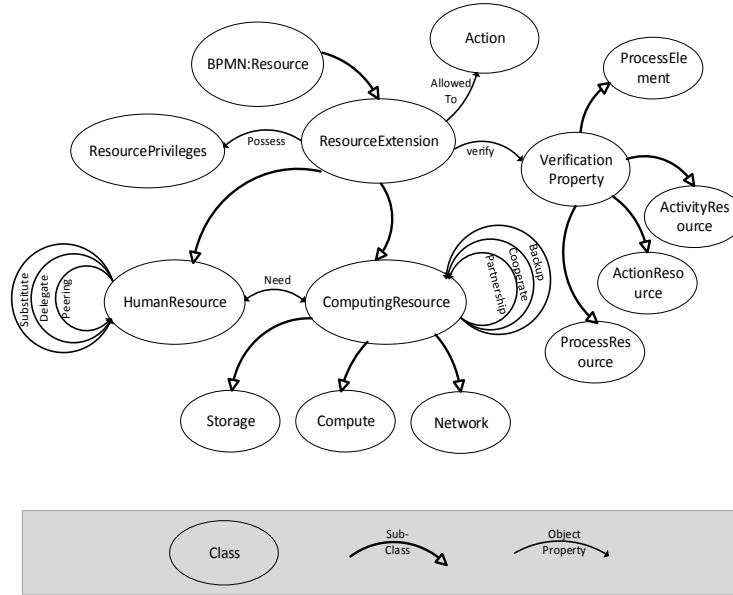 Action
BPMN:Resource
ProcessEle
ment
Allowed
To
ResourceExtension
Possess
ResourcePrivileges
verify
Verification
Property
ActivityRes
ource
ActionReso
urce
ProcessRes
ource
Substitute
Delegate
Peering
HumanResource
Need
ComputingResource
Partnership
Cooperate
Backup
Storage
Compute
Network
Class
Sub-
Class
Object
Property